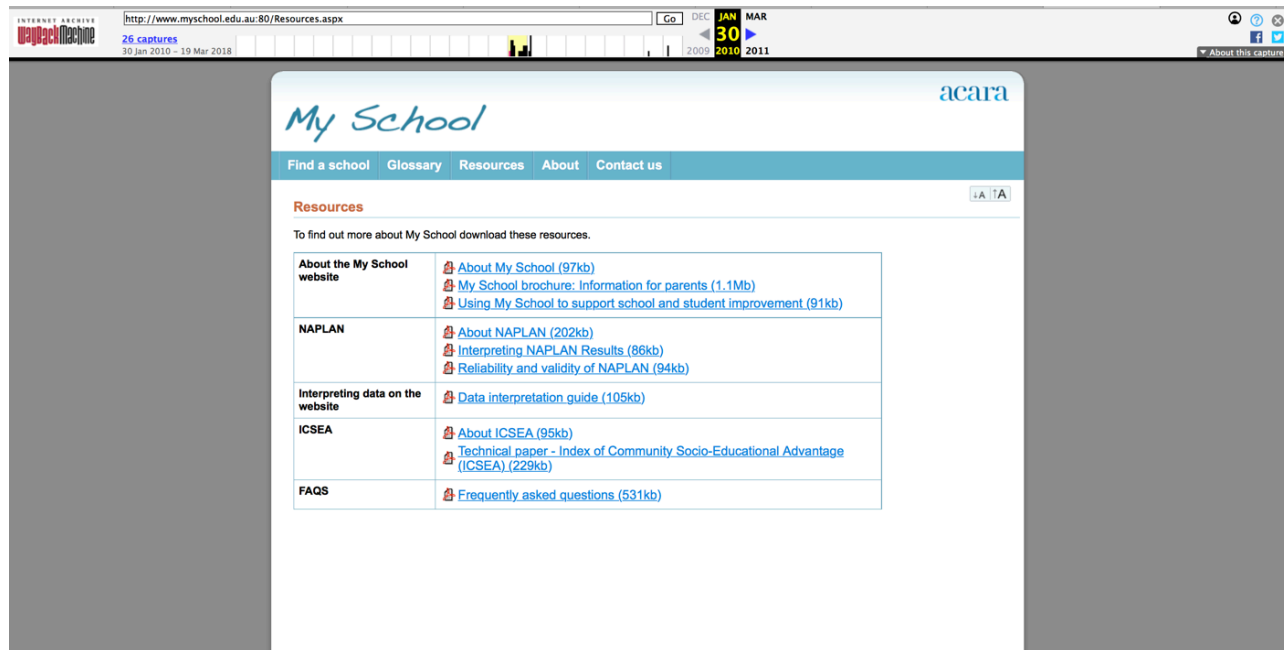 INTERNET ARCHIVE
WayBackMachine
http://www.myschool.edu.au:80/Resources.aspx
Go
DEC JAN MAR
26 captures
30 Jan 2010 – 19 Mar 2018
30
2009 2010 2011
About this capture
acara
My School
Find a school Glossary Resources About Contact us
↓A ↑A
Resources
To find out more about My School download these resources.
About the My School
website
About My School (97kb)
My School brochure: Information for parents (1.1Mb)
Using My School to support school and student improvement (91kb)
NAPLAN
About NAPLAN (202kb)
Interpreting NAPLAN Results (86kb)
Reliability and validity of NAPLAN (94kb)
Interpreting data on the
website
Data interpretation guide (105kb)
ICSEA
About ICSEA (95kb)
Technical paper - Index of Community Socio-Educational Advantage
(ICSEA) (229kb)
FAQS
Frequently asked questions (531kb)